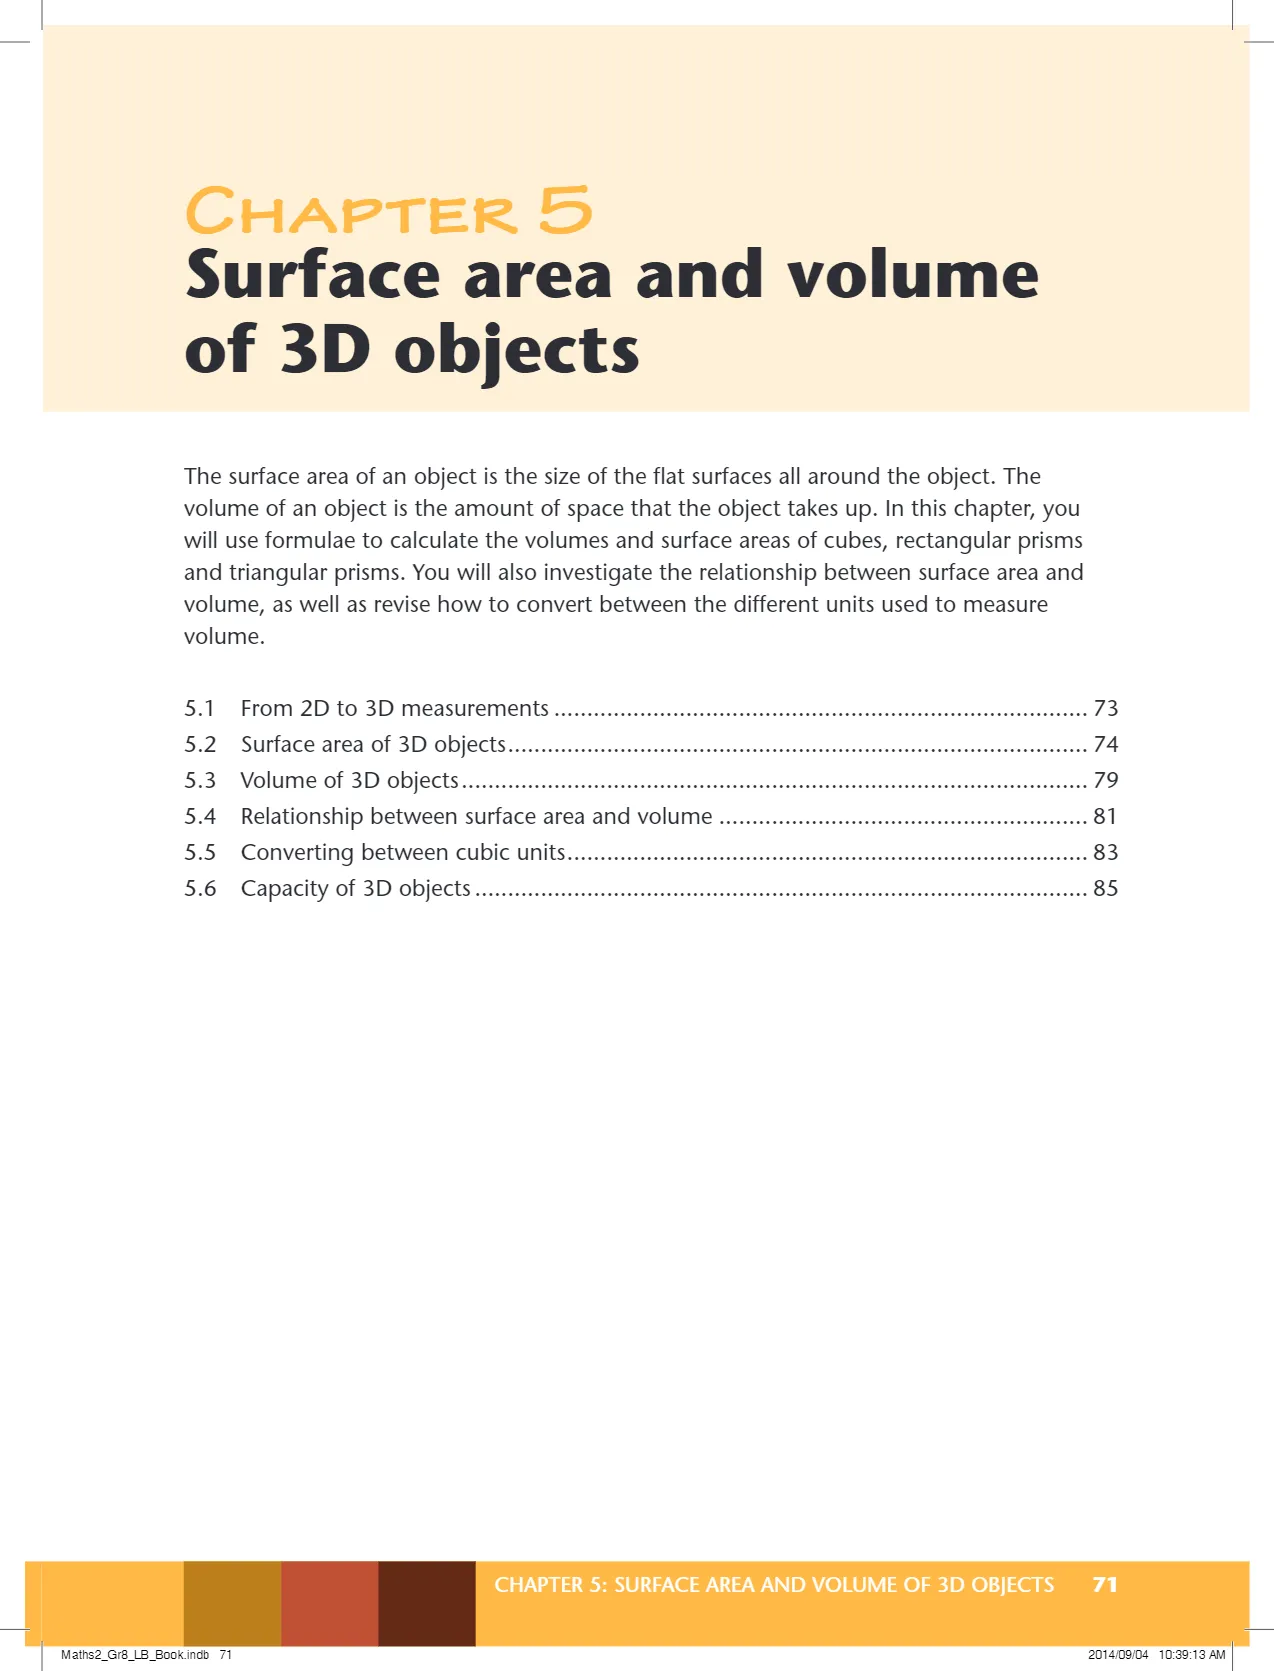 CHAPTER 5
Surface area and volume
of 3D objects
The surface area of an object is the size of the flat surfaces all around the object. The
volume of an object is the amount of space that the object takes up. In this chapter, you
will use formulae to calculate the volumes and surface areas of cubes, rectangular prisms
and triangular prisms. You will also investigate the relationship between surface area and
volume, as well as revise how to convert between the different units used to measure
volume.
5.1 From 2D to 3D measurements ................................................................................. 73
5.2 Surface area of 3D objects........................................................................................ 74
5.3 Volume of 3D objects............................................................................................... 79
5.4 Relationship between surface area and volume ........................................................ 81
5.5 Converting between cubic units............................................................................... 83
5.6 Capacity of 3D objects ............................................................................................. 85
CHAPTER 5: SURFACE AREA AND VOLUME OF 3D OBJECTS 71
Maths2_Gr8_LB_Book.indb 71 2014/09/04 10:39:13 AM